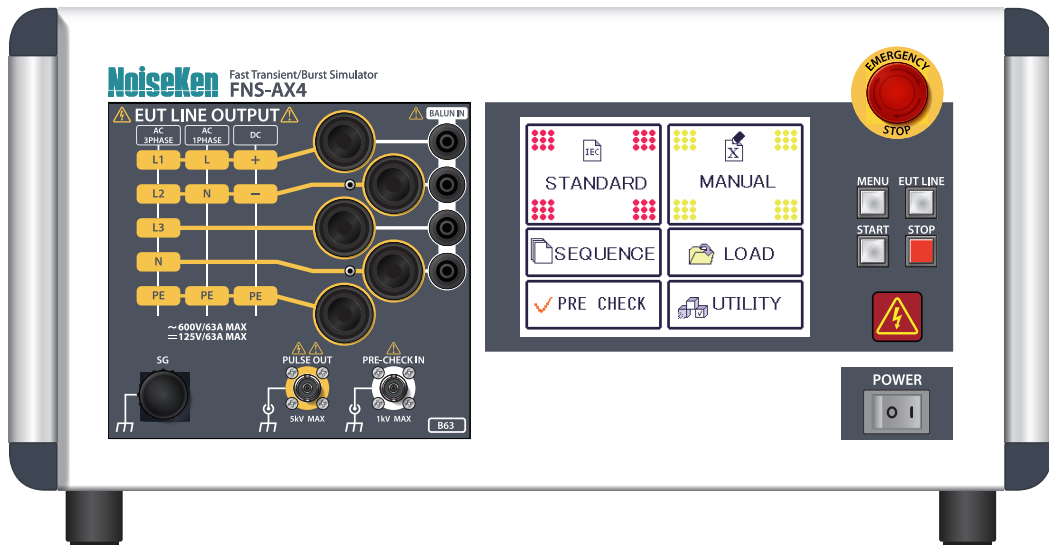 NoiseKen
Fast Transient/Burst Simulator
FNS-AX4
EUT LINE OUTPUT
BALUN IN
AC 3PHASE
AC 1PHASE
DC
L1 L +
L2 N −
L3
N
PE PE PE
～600V/63A MAX
⎓125V/63A MAX
SG
PULSE OUT
5kV MAX
PRE-CHECK IN
1kV MAX
B63
IEC
STANDARD
X
MANUAL
SEQUENCE
LOAD
PRE CHECK
UTILITY
EMERGENCY
STOP
MENU
EUT LINE
START
STOP
POWER
O I